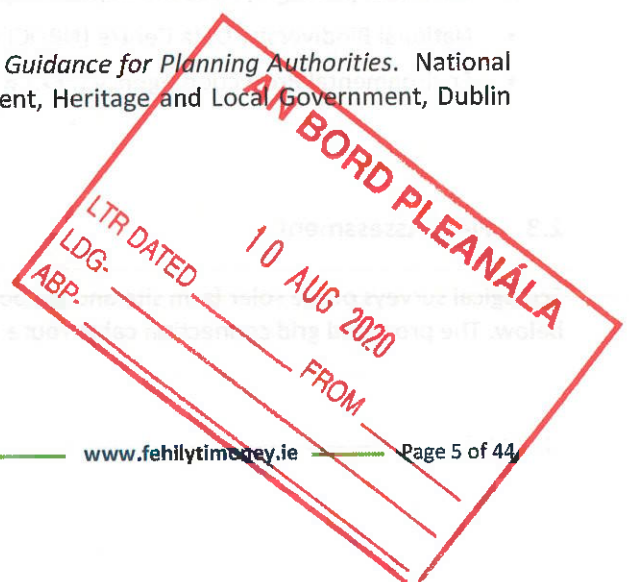 Guidance for Planning Authorities. National
ent, Heritage and Local Government, Dublin
AN BORD PLEANÁLA
LTR DATED
10 AUG 2020
FROM
LDG-
ABP-
www.fehilytimoney.ie
Page 5 of 44